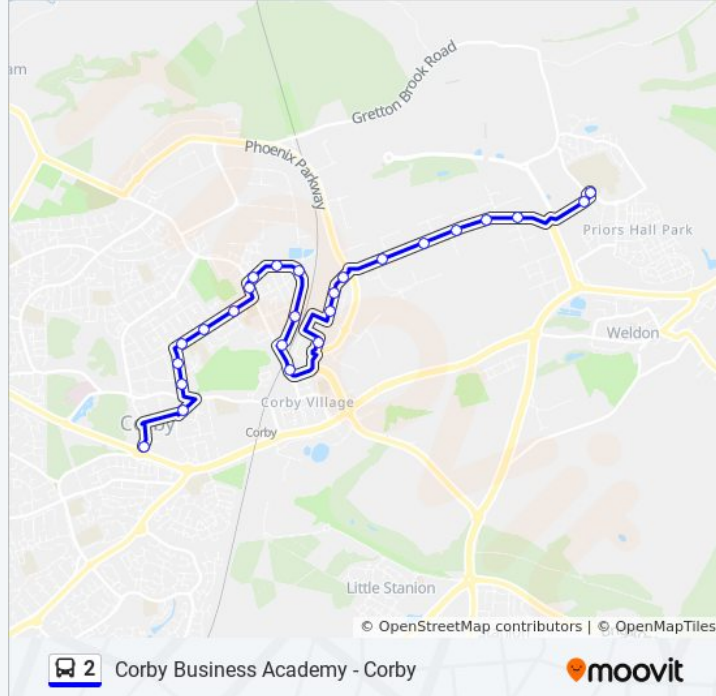 am
Gretton Brook Road
Phoenix Parkway
Priors Hall Park
Weldon
Corby Village
Corby
Little Stanion
© OpenStreetMap contributors | © OpenMapTiles
2 Corby Business Academy - Corby
moovit